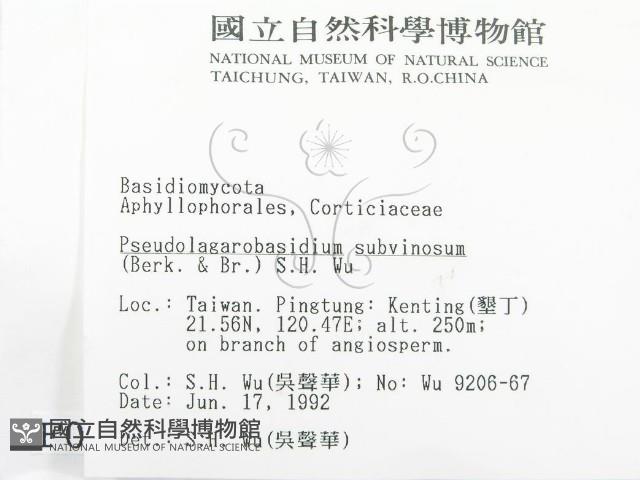 國立自然科學博物館
NATIONAL MUSEUM OF NATURAL SCIENCE
TAICHUNG, TAIWAN, R.O.CHINA
Basidiomycota
Aphyllophorales, Corticiaceae
Pseudolagarobasidium subvinosum
(Berk. & Br.) S.H. Wu
Loc.: Taiwan. Pingtung: Kenting(墾丁)
21.56N, 120.47E; alt. 250m;
on branch of angiosperm.
Col.: S.H. Wu(吳聲華); No: Wu 9206-67
Date: Jun. 17, 1992
Det.: S.H. Wu(吳聲華)
國立自然科學博物館
NATIONAL MUSEUM OF NATURAL SCIENCE